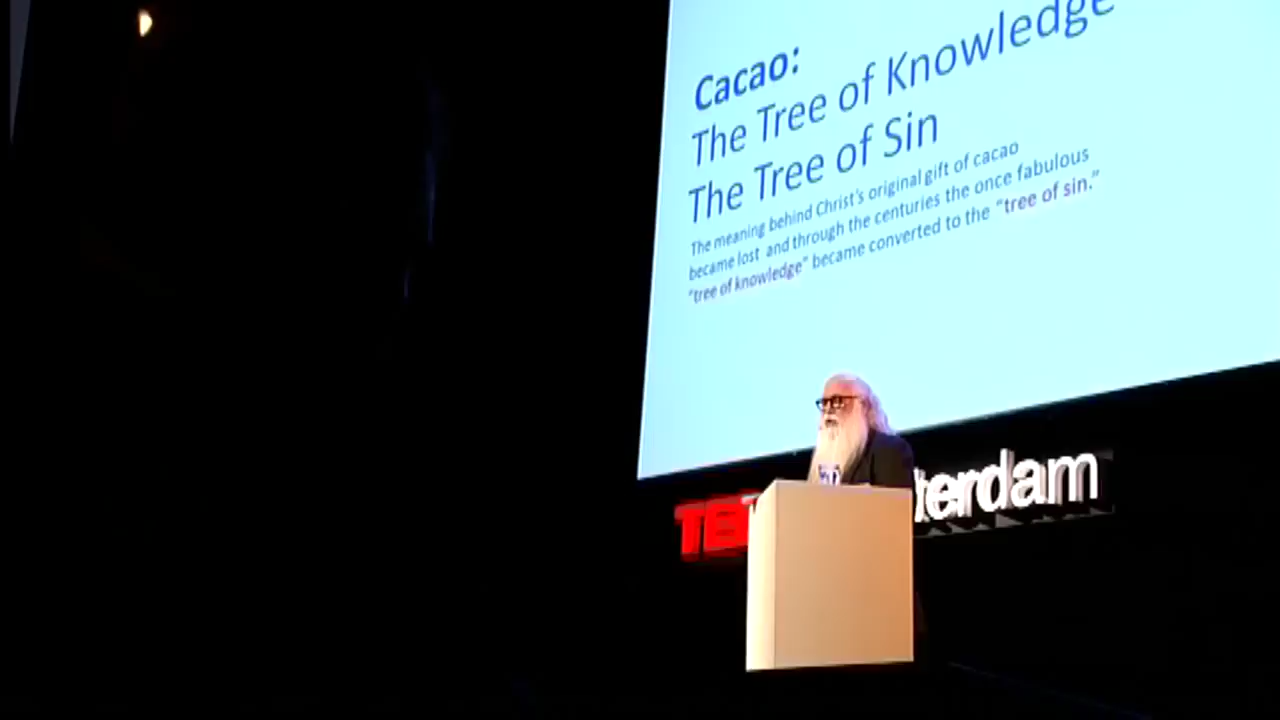 Cacao:
The Tree of Knowledge
The Tree of Sin
The meaning behind Christ's original gift of cacao
became lost and through the centuries the once fabulous
"tree of knowledge" became converted to the "tree of sin."
TED
terdam